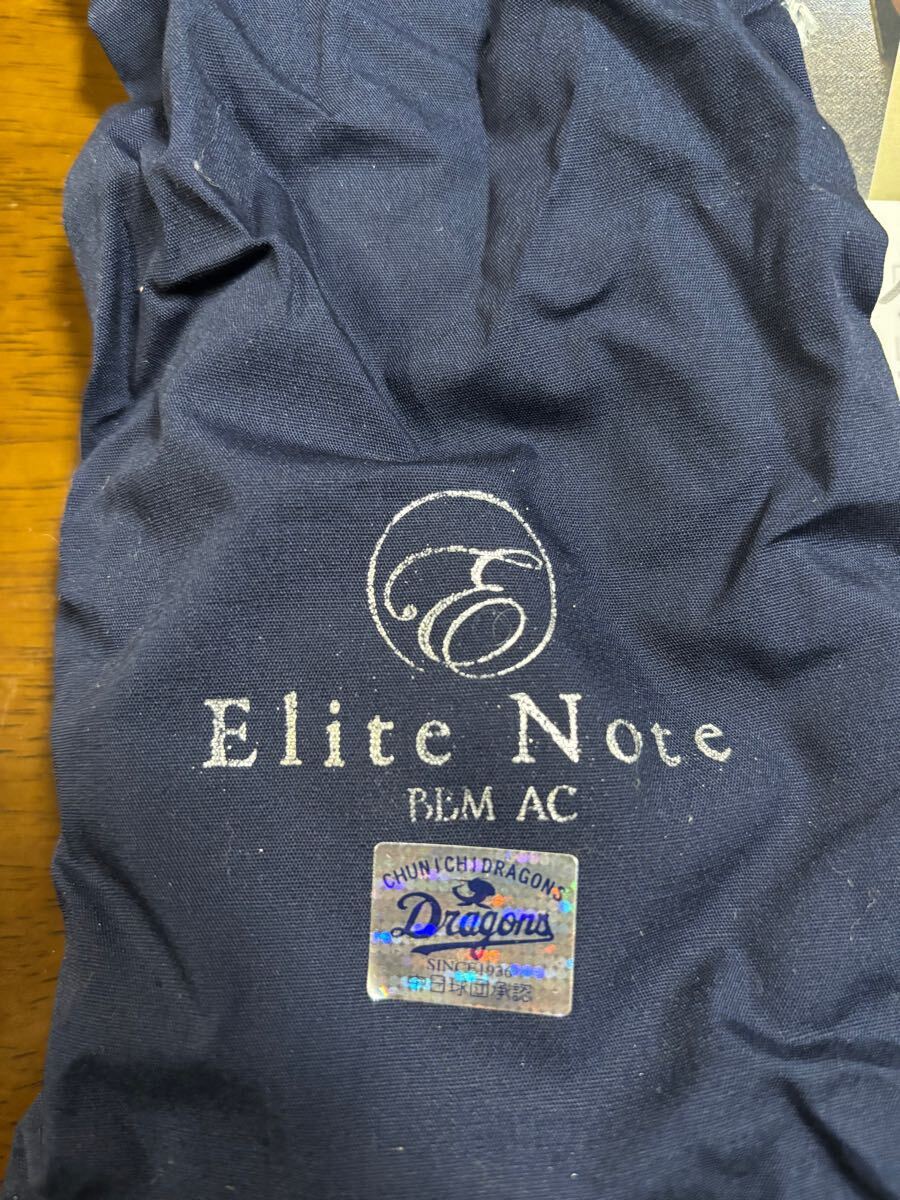 E
Elite Note
BEM AC
CHUNICHI DRAGONS
Dragons
SINCE 1936
中日球団承認